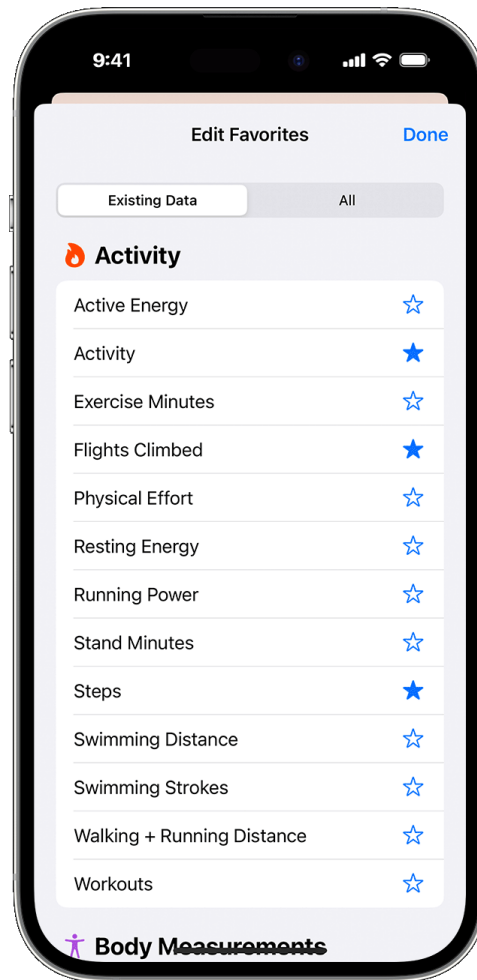 9:41
Edit Favorites
Done
Existing Data
All
Activity
Active Energy
Activity
Exercise Minutes
Flights Climbed
Physical Effort
Resting Energy
Running Power
Stand Minutes
Steps
Swimming Distance
Swimming Strokes
Walking + Running Distance
Workouts
Body Measurements